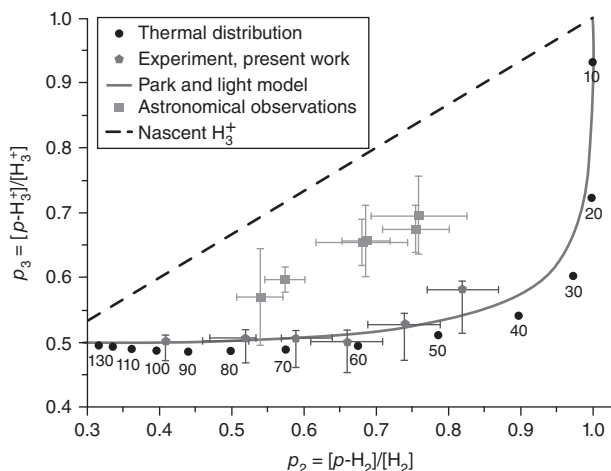 1.0
0.9
0.8
0.7
0.6
0.5
0.4
p₃ = [p-H₃⁺]/[H₃⁺]
Thermal distribution
Experiment, present work
Park and light model
Astronomical observations
Nascent H₃⁺
10
20
30
130 110 100 90 80 70 60 50 40
0.3 0.4 0.5 0.6 0.7 0.8 0.9 1.0
p₂ = [p-H₂]/[H₂]